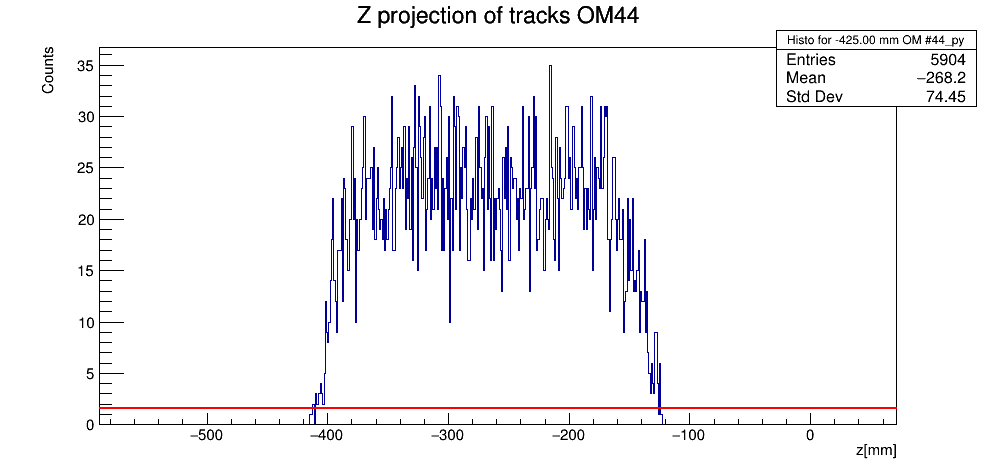 Z projection of tracks OM44
Histo for -425.00 mm OM #44_py
Entries 5904
Mean −268.2
Std Dev 74.45
Counts
35
30
25
20
15
10
5
0
−500 −400 −300 −200 −100 0
z[mm]